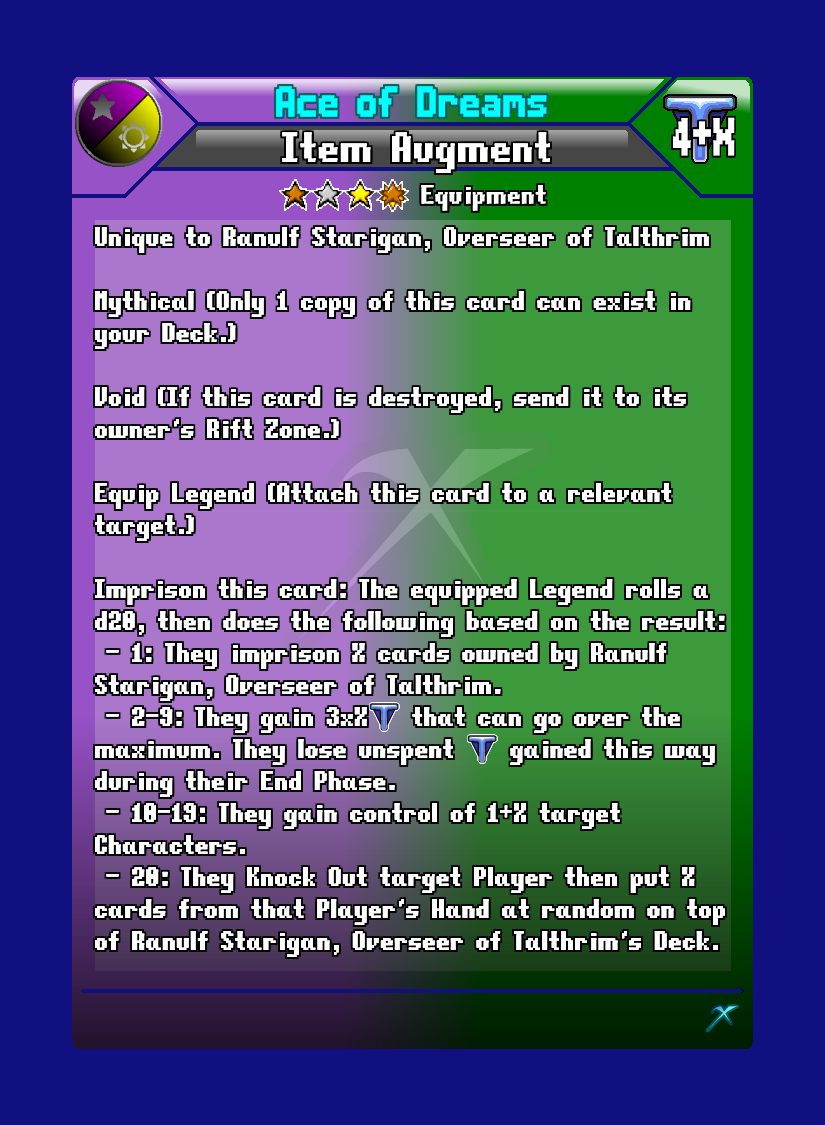 Ace of Dreams
4+X
Item Augment
Equipment
Unique to Ranulf Starigan, Overseer of Talthrim
Mythical (Only 1 copy of this card can exist in
your Deck.)
Void (If this card is destroyed, send it to its
owner's Rift Zone.)
Equip Legend (Attach this card to a relevant
target.)
Imprison this card: The equipped Legend rolls a
d20, then does the following based on the result:
- 1: They imprison X cards owned by Ranulf
Starigan, Overseer of Talthrim.
- 2-9: They gain 3xX T that can go over the
maximum. They lose unspent T gained this way
during their End Phase.
- 10-19: They gain control of 1+X target
Characters.
- 20: They Knock Out target Player then put X
cards from that Player's Hand at random on top
of Ranulf Starigan, Overseer of Talthrim's Deck.